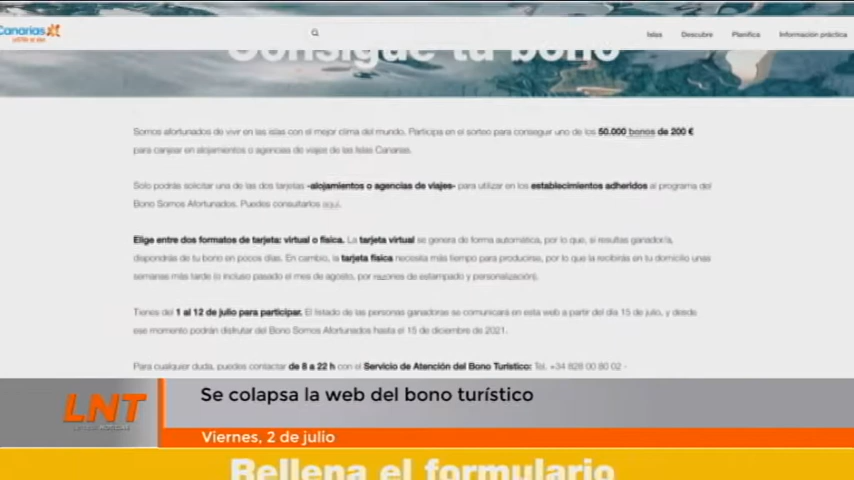 Canarias
Islas Descubre Planifica Información práctica
Consigue tu bono
Somos afortunados de vivir en las islas con el mejor clima del mundo. Participa en el sorteo para conseguir uno de los 50.000 bonos de 200 €
para canjear en alojamientos o agencias de viajes de las Islas Canarias.
Solo podrás solicitar una de las dos tarjetas -alojamientos o agencias de viajes- para utilizar en los establecimientos adheridos al programa del
Bono Somos Afortunados. Puedes consultarlos aquí.
Elige entre dos formatos de tarjeta: virtual o física. La tarjeta virtual se genera de forma automática, por lo que, si resultas ganador/a,
dispondrás de tu bono en pocos días. En cambio, la tarjeta física necesita más tiempo para producirse, por lo que la recibirás en tu domicilio unas
semanas más tarde (o incluso pasado el mes de agosto, por razones de estampado y personalización).
Tienes del 1 al 12 de julio para participar. El listado de las personas ganadoras se comunicará en esta web a partir del día 15 de julio, y desde
ese momento podrán disfrutar del Bono Somos Afortunados hasta el 15 de diciembre de 2021.
Para cualquier duda, puedes contactar de 8 a 22 h con el Servicio de Atención del Bono Turístico: Tel. +34 828 00 80 02 -
LNT
Se colapsa la web del bono turístico
Viernes, 2 de julio
Rellena el formulario